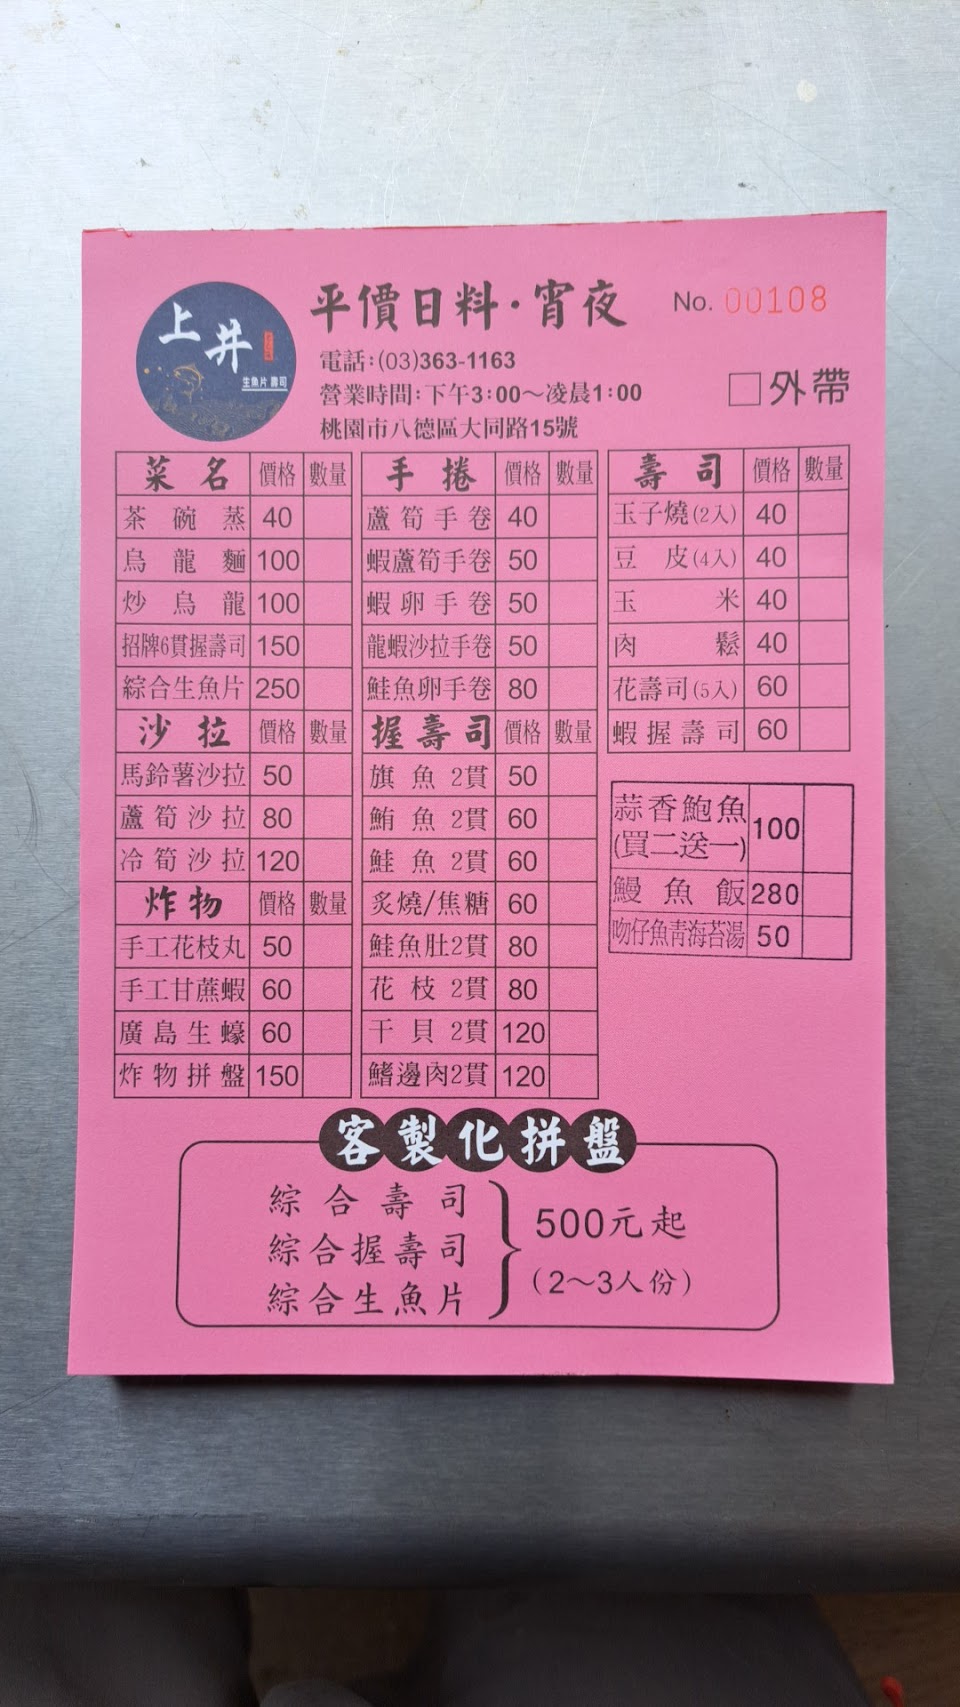 上井
生魚片 壽司
平價日料·宵夜
No. 00108
電話:(03)363-1163
營業時間:下午3:00～凌晨1:00
桃園市八德區大同路15號
□外帶
菜名 價格 數量
茶碗蒸 40
烏龍麵 100
炒烏龍 100
招牌6貫握壽司 150
綜合生魚片 250
沙拉 價格 數量
馬鈴薯沙拉 50
蘆筍沙拉 80
冷筍沙拉 120
炸物 價格 數量
手工花枝丸 50
手工甘蔗蝦 60
廣島生蠔 60
炸物拼盤 150
手捲 價格 數量
蘆筍手卷 40
蝦蘆筍手卷 50
蝦卵手卷 50
龍蝦沙拉手卷 50
鮭魚卵手卷 80
握壽司 價格 數量
旗魚2貫 50
鮪魚2貫 60
鮭魚2貫 60
炙燒/焦糖 60
鮭魚肚2貫 80
花枝2貫 80
干貝2貫 120
鰭邊肉2貫 120
壽司 價格 數量
玉子燒(2入) 40
豆皮(4入) 40
玉米 40
肉鬆 40
花壽司(5入) 60
蝦握壽司 60
蒜香鮑魚
(買二送一) 100
鰻魚飯 280
吻仔魚青海苔湯 50
客製化拼盤
綜合壽司
綜合握壽司
綜合生魚片
500元起
(2～3人份)